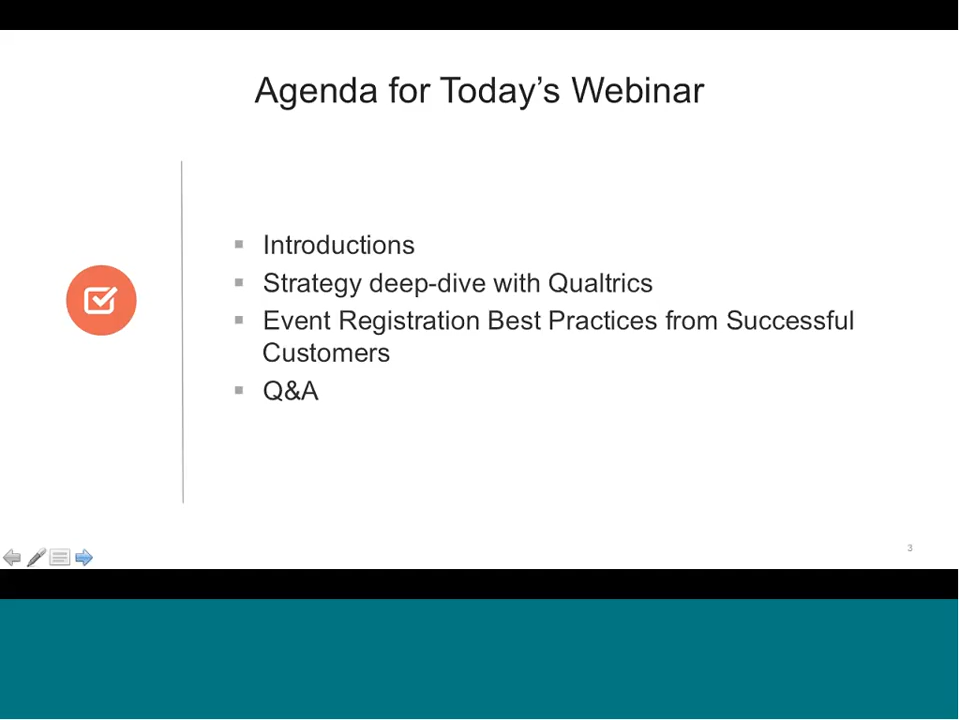 Agenda for Today’s Webinar
Introductions
Strategy deep-dive with Qualtrics
Event Registration Best Practices from Successful
Customers
Q&A
3